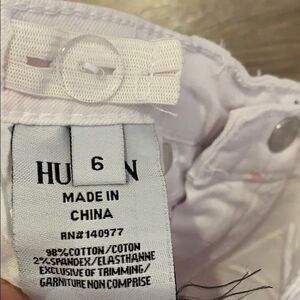 HU N
6
MADE IN
CHINA
RN#140977
98%COTTON/COTON
2%SPANDEX/ELASTHANNE
EXCLUSIVE OF TRIMMING/
GARNITURE NON COMPRISE